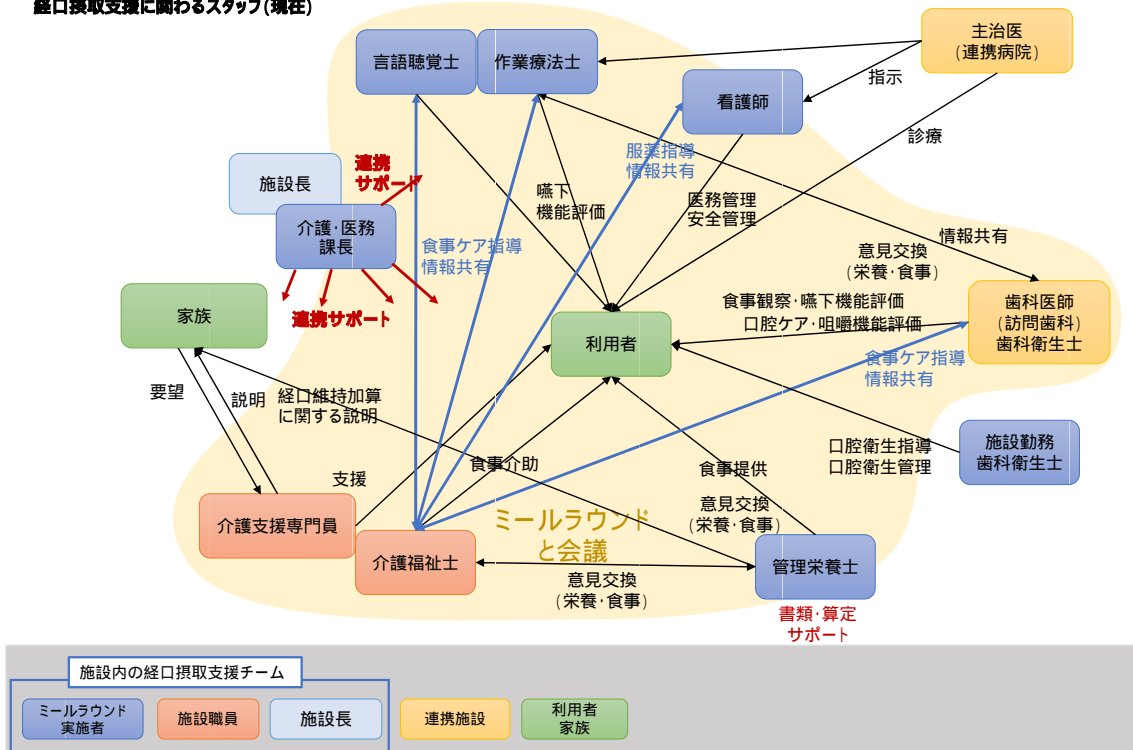 経口摂取支援に関わるスタッフ(現在)
主治医
(連携病院)
言語聴覚士
作業療法士
看護師
指示
診療
連携
サポート
施設長
服薬指導
情報共有
嚥下
機能評価
医務管理
安全管理
介護・医務
課長
食事ケア指導
情報共有
情報共有
意見交換
(栄養・食事)
家族
連携サポート
利用者
食事観察・嚥下機能評価
口腔ケア・咀嚼機能評価
歯科医師
(訪問歯科)
歯科衛生士
食事ケア指導
情報共有
要望
説明
経口維持加算
に関する説明
口腔衛生指導
口腔衛生管理
施設勤務
歯科衛生士
支援
食事介助
食事提供
介護支援専門員
ミールラウンド
と会議
意見交換
(栄養・食事)
介護福祉士
管理栄養士
意見交換
(栄養・食事)
書類・算定
サポート
施設内の経口摂取支援チーム
ミールラウンド
実施者
施設職員
施設長
連携施設
利用者
家族